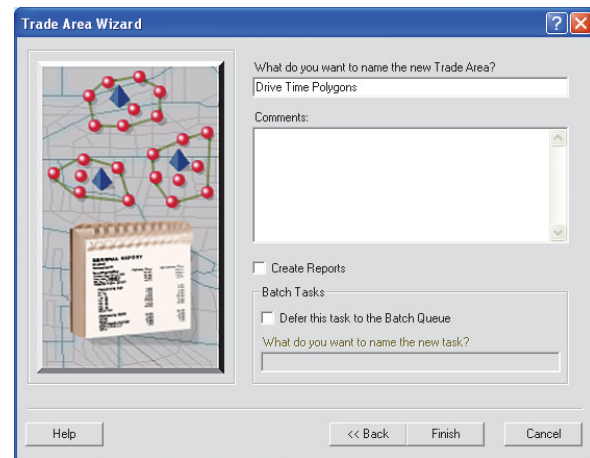 Trade Area Wizard
What do you want to name the new Trade Area?
Drive Time Polygons
Comments:
GENERAL REPORT
Create Reports
Batch Tasks
Defer this task to the Batch Queue
What do you want to name the new task?
Help
<< Back
Finish
Cancel